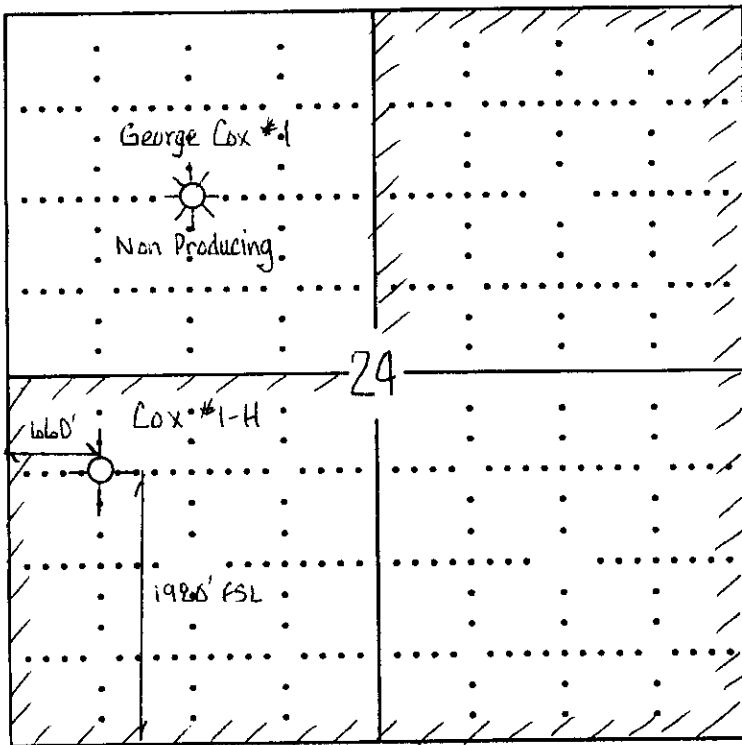 George Cox #1
Non Producing
24
Cox #1-H
660'
1980' FSL